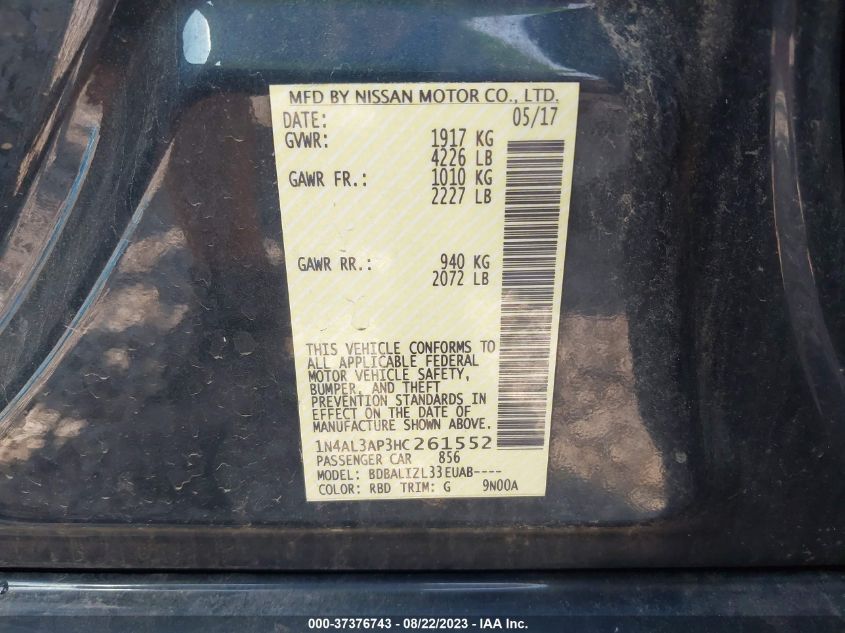 MFD BY NISSAN MOTOR CO., LTD.
DATE: 05/17
GVWR: 1917 KG
4226 LB
GAWR FR.: 1010 KG
2227 LB
GAWR RR.: 940 KG
2072 LB
THIS VEHICLE CONFORMS TO
ALL APPLICABLE FEDERAL
MOTOR VEHICLE SAFETY,
BUMPER, AND THEFT
PREVENTION STANDARDS IN
EFFECT ON THE DATE OF
MANUFACTURE SHOWN ABOVE.
1N4AL3AP3HC261552
PASSENGER CAR 856
MODEL: BDBALIZL33EUAB----
COLOR: RBD TRIM: G 9N00A
000-37376743 - 08/22/2023 - IAA Inc.